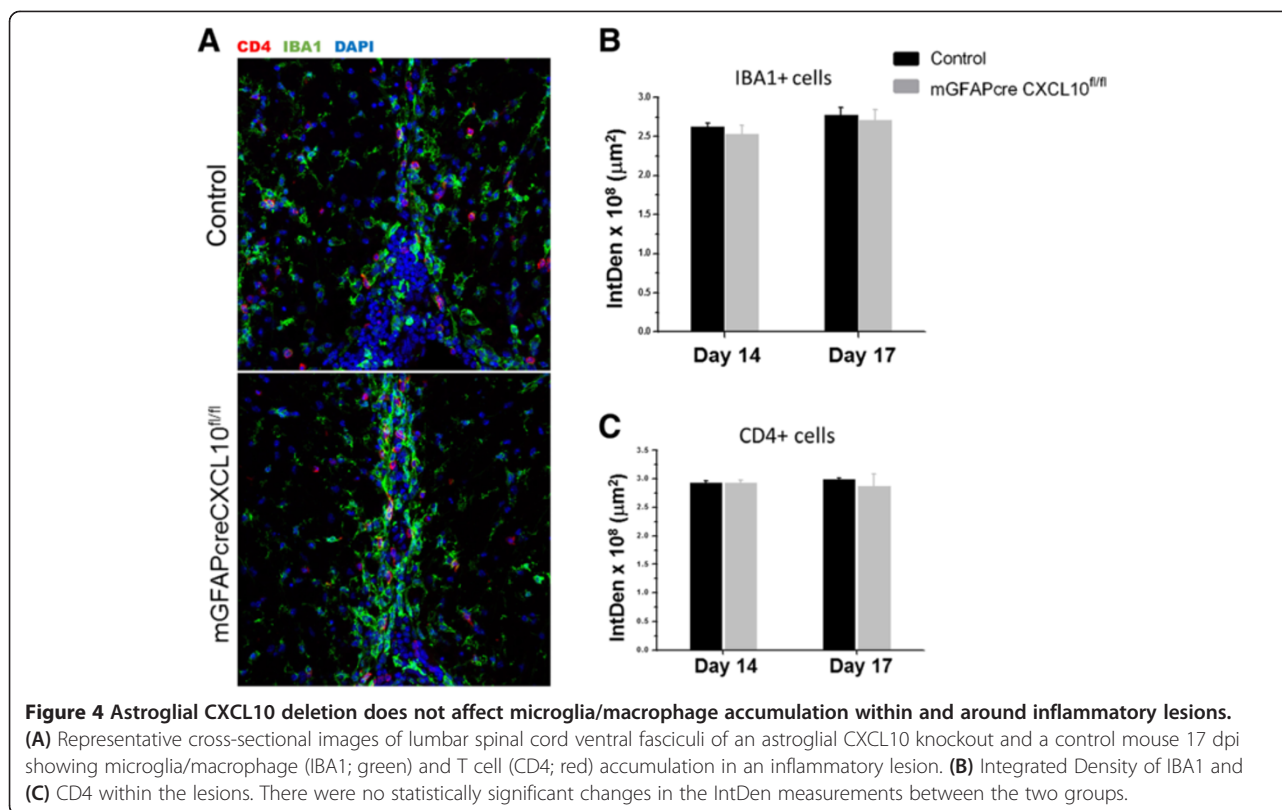 A
CD4 IBA1 DAPI
Control
mGFAPcreCXCL10fl/fl
B
Control
mGFAPcre CXCL10fl/fl
IBA1+ cells
IntDen x 10⁸ (μm²)
3.0
2.5
2.0
1.5
1.0
0.5
0.0
Day 14 Day 17
C
CD4+ cells
IntDen x 10⁸ (μm²)
3.5
3.0
2.5
2.0
1.5
1.0
0.5
0.0
Day 14 Day 17
Figure 4 Astroglial CXCL10 deletion does not affect microglia/macrophage accumulation within and around inflammatory lesions.
(A) Representative cross-sectional images of lumbar spinal cord ventral fasciculi of an astroglial CXCL10 knockout and a control mouse 17 dpi
showing microglia/macrophage (IBA1; green) and T cell (CD4; red) accumulation in an inflammatory lesion. (B) Integrated Density of IBA1 and
(C) CD4 within the lesions. There were no statistically significant changes in the IntDen measurements between the two groups.